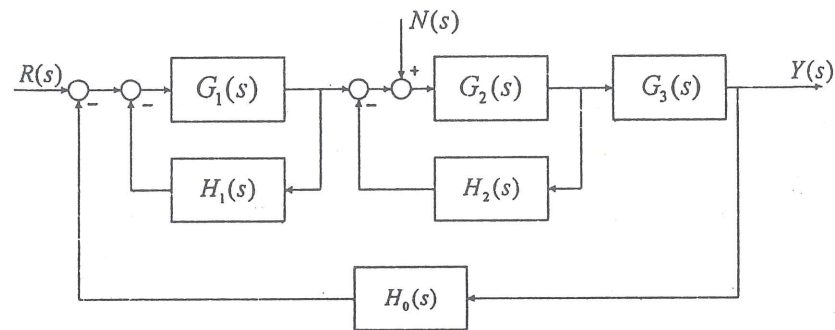 N(s)
R(s)
Y(s)
G₁(s)
G₂(s)
G₃(s)
+
−
−
−
H₁(s)
H₂(s)
H₀(s)